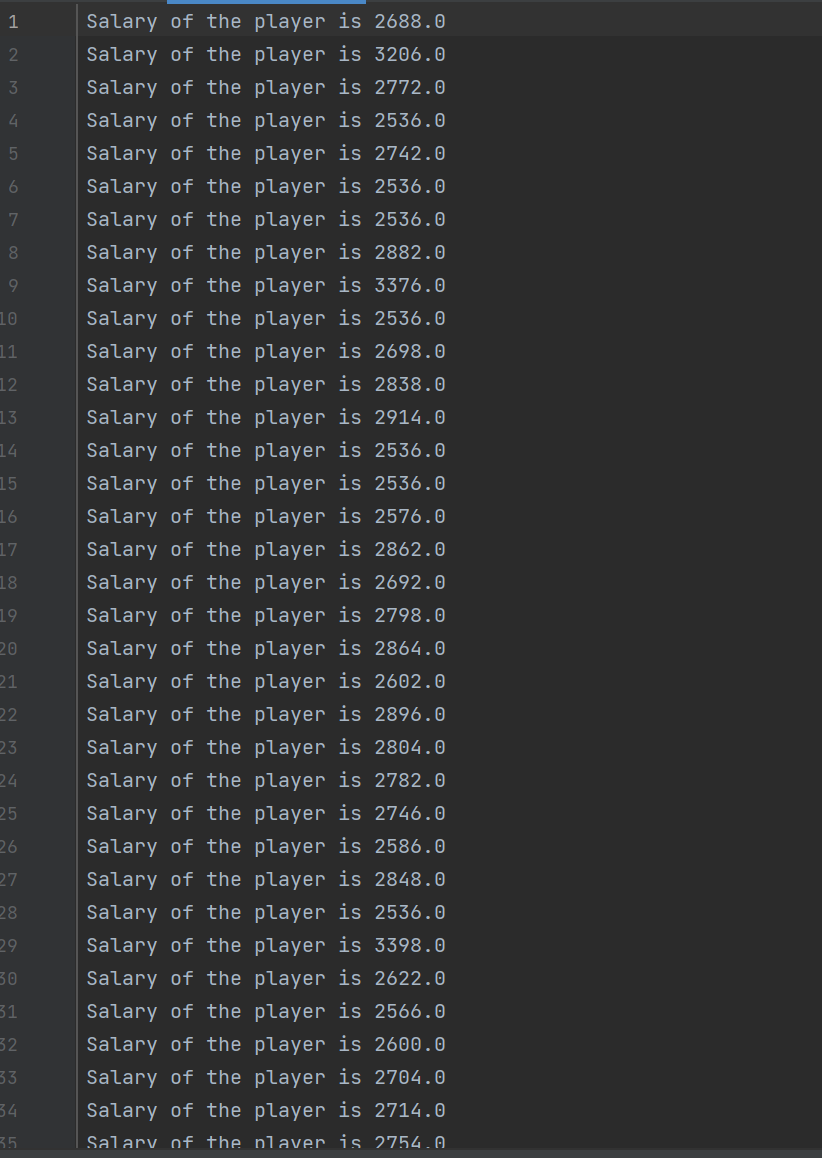 1 Salary of the player is 2688.0
2 Salary of the player is 3206.0
3 Salary of the player is 2772.0
4 Salary of the player is 2536.0
5 Salary of the player is 2742.0
6 Salary of the player is 2536.0
7 Salary of the player is 2536.0
8 Salary of the player is 2882.0
9 Salary of the player is 3376.0
10 Salary of the player is 2536.0
11 Salary of the player is 2698.0
12 Salary of the player is 2838.0
13 Salary of the player is 2914.0
14 Salary of the player is 2536.0
15 Salary of the player is 2536.0
16 Salary of the player is 2576.0
17 Salary of the player is 2862.0
18 Salary of the player is 2692.0
19 Salary of the player is 2798.0
20 Salary of the player is 2864.0
21 Salary of the player is 2602.0
22 Salary of the player is 2896.0
23 Salary of the player is 2804.0
24 Salary of the player is 2782.0
25 Salary of the player is 2746.0
26 Salary of the player is 2586.0
27 Salary of the player is 2848.0
28 Salary of the player is 2536.0
29 Salary of the player is 3398.0
30 Salary of the player is 2622.0
31 Salary of the player is 2566.0
32 Salary of the player is 2600.0
33 Salary of the player is 2704.0
34 Salary of the player is 2714.0
35 Salary of the player is 2754.0